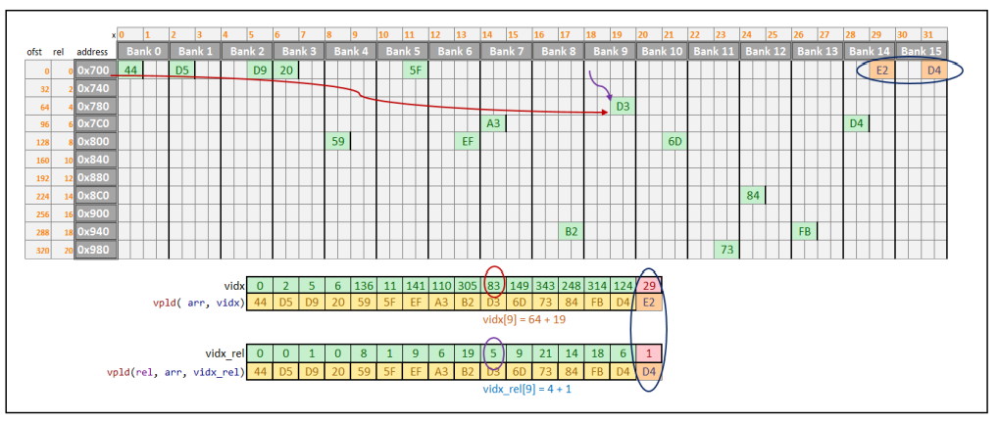 x 0 1 2 3 4 5 6 7 8 9 10 11 12 13 14 15 16 17 18 19 20 21 22 23 24 25 26 27 28 29 30 31
ofst rel address Bank 0 Bank 1 Bank 2 Bank 3 Bank 4 Bank 5 Bank 6 Bank 7 Bank 8 Bank 9 Bank 10 Bank 11 Bank 12 Bank 13 Bank 14 Bank 15
0 0 0x700 44 D5 D9 20 5F E2 D4
32 2 0x740
64 4 0x780 D3
96 6 0x7C0 A3 D4
128 8 0x800 59 EF 6D
160 10 0x840
192 12 0x880
224 14 0x8C0 84
256 16 0x900
288 18 0x940 B2 FB
320 20 0x980 73
vidx 0 2 5 6 136 11 141 110 305 83 149 343 248 314 124 29
vpld( arr, vidx) 44 D5 D9 20 59 5F EF A3 B2 D3 6D 73 84 FB D4 E2
vidx[9] = 64 + 19
vidx_rel 0 0 1 0 8 1 9 6 19 5 9 21 14 18 6 1
vpld(rel, arr, vidx_rel) 44 D5 D9 20 59 5F EF A3 B2 D3 6D 73 84 FB D4 D4
vidx_rel[9] = 4 + 1